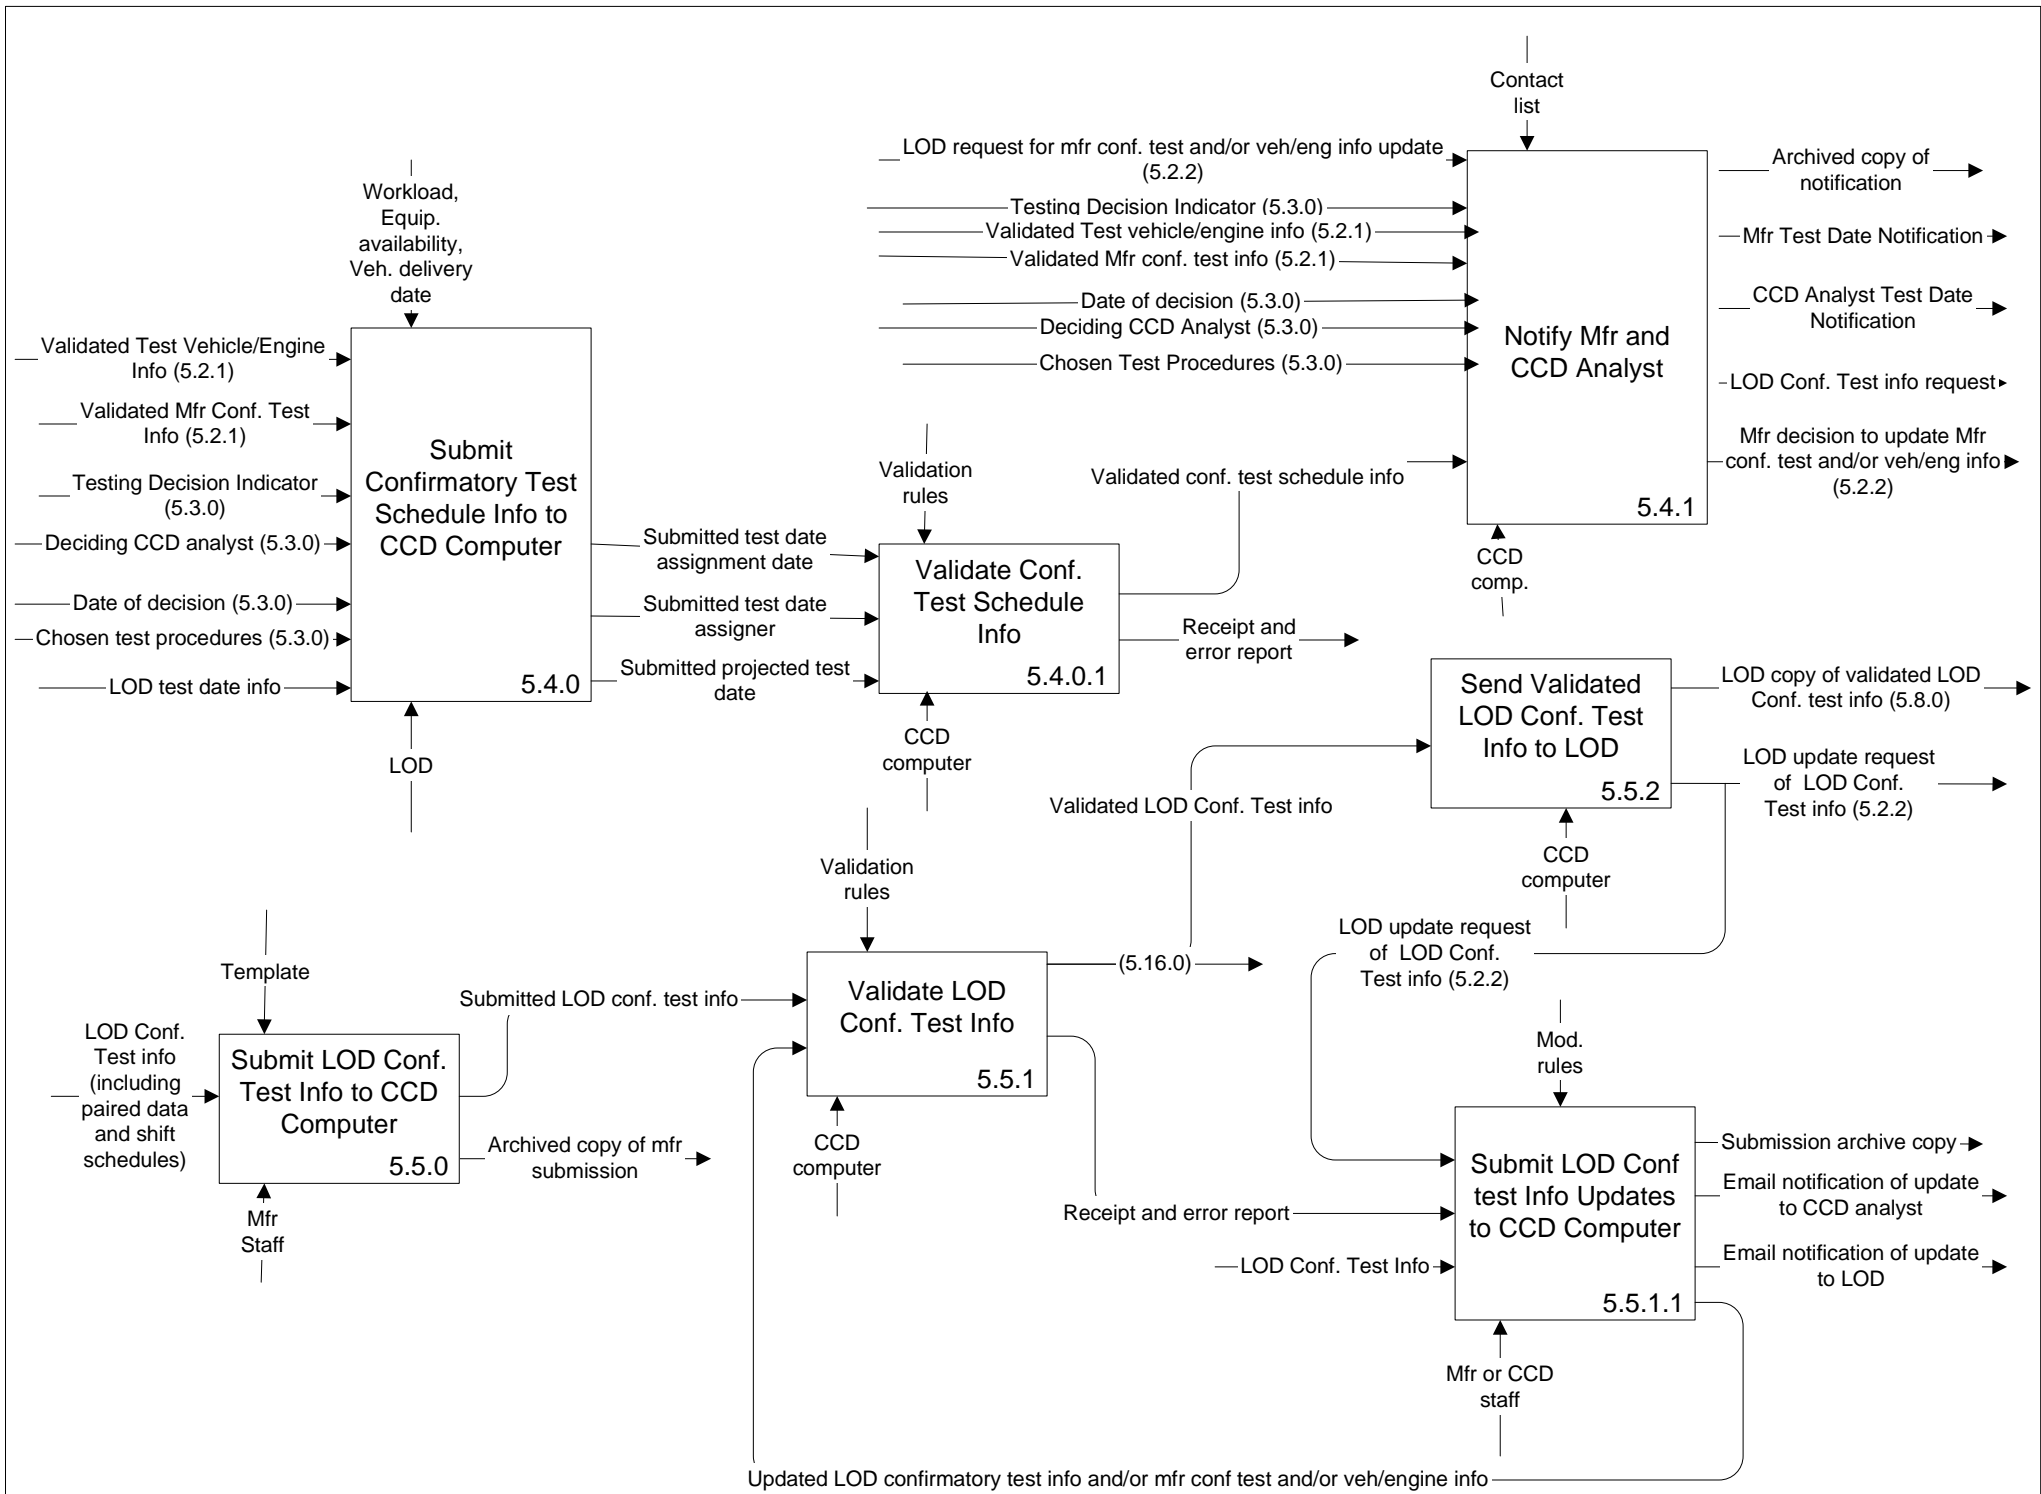 Contact
list
LOD request for mfr conf. test and/or veh/eng info update
(5.2.2)
Testing Decision Indicator (5.3.0)
Validated Test vehicle/engine info (5.2.1)
Validated Mfr conf. test info (5.2.1)
Date of decision (5.3.0)
Deciding CCD Analyst (5.3.0)
Chosen Test Procedures (5.3.0)
Notify Mfr and
CCD Analyst
5.4.1
CCD
comp.
Archived copy of
notification
Mfr Test Date Notification
CCD Analyst Test Date
Notification
LOD Conf. Test info request
Mfr decision to update Mfr
conf. test and/or veh/eng info
(5.2.2)
Workload,
Equip.
availability,
Veh. delivery
date
Validated Test Vehicle/Engine
Info (5.2.1)
Validated Mfr Conf. Test
Info (5.2.1)
Testing Decision Indicator
(5.3.0)
Deciding CCD analyst (5.3.0)
Date of decision (5.3.0)
Chosen test procedures (5.3.0)
LOD test date info
Submit
Confirmatory Test
Schedule Info to
CCD Computer
5.4.0
LOD
Submitted test date
assignment date
Submitted test date
assigner
Submitted projected test
date
Validation
rules
Validate Conf.
Test Schedule
Info
5.4.0.1
CCD
computer
Validated conf. test schedule info
Receipt and
error report
Send Validated
LOD Conf. Test
Info to LOD
5.5.2
CCD
computer
LOD copy of validated LOD
Conf. test info (5.8.0)
LOD update request
of LOD Conf.
Test info (5.2.2)
Validated LOD Conf. Test info
Validation
rules
Template
LOD Conf.
Test info
(including
paired data
and shift
schedules)
Submit LOD Conf.
Test Info to CCD
Computer
5.5.0
Mfr
Staff
Submitted LOD conf. test info
Archived copy of mfr
submission
Validate LOD
Conf. Test Info
5.5.1
CCD
computer
(5.16.0)
LOD update request
of LOD Conf.
Test info (5.2.2)
Mod.
rules
Receipt and error report
LOD Conf. Test Info
Submit LOD Conf
test Info Updates
to CCD Computer
5.5.1.1
Mfr or CCD
staff
Submission archive copy
Email notification of update
to CCD analyst
Email notification of update
to LOD
Updated LOD confirmatory test info and/or mfr conf test and/or veh/engine info